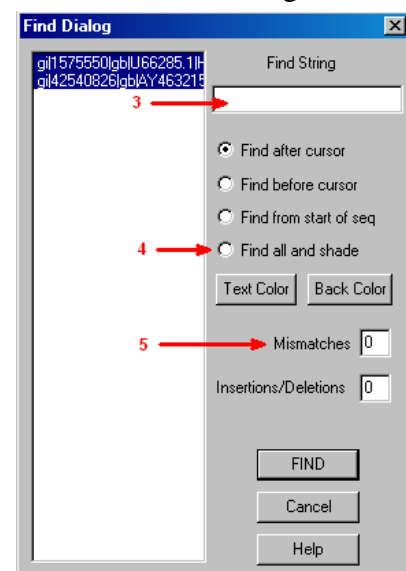 Find Dialog
gi|1575550|gb|U66285.1|H
gi|42540826|gb|AY463215
Find String
3
Find after cursor
Find before cursor
Find from start of seq
4
Find all and shade
Text Color
Back Color
5
Mismatches
0
Insertions/Deletions
0
FIND
Cancel
Help